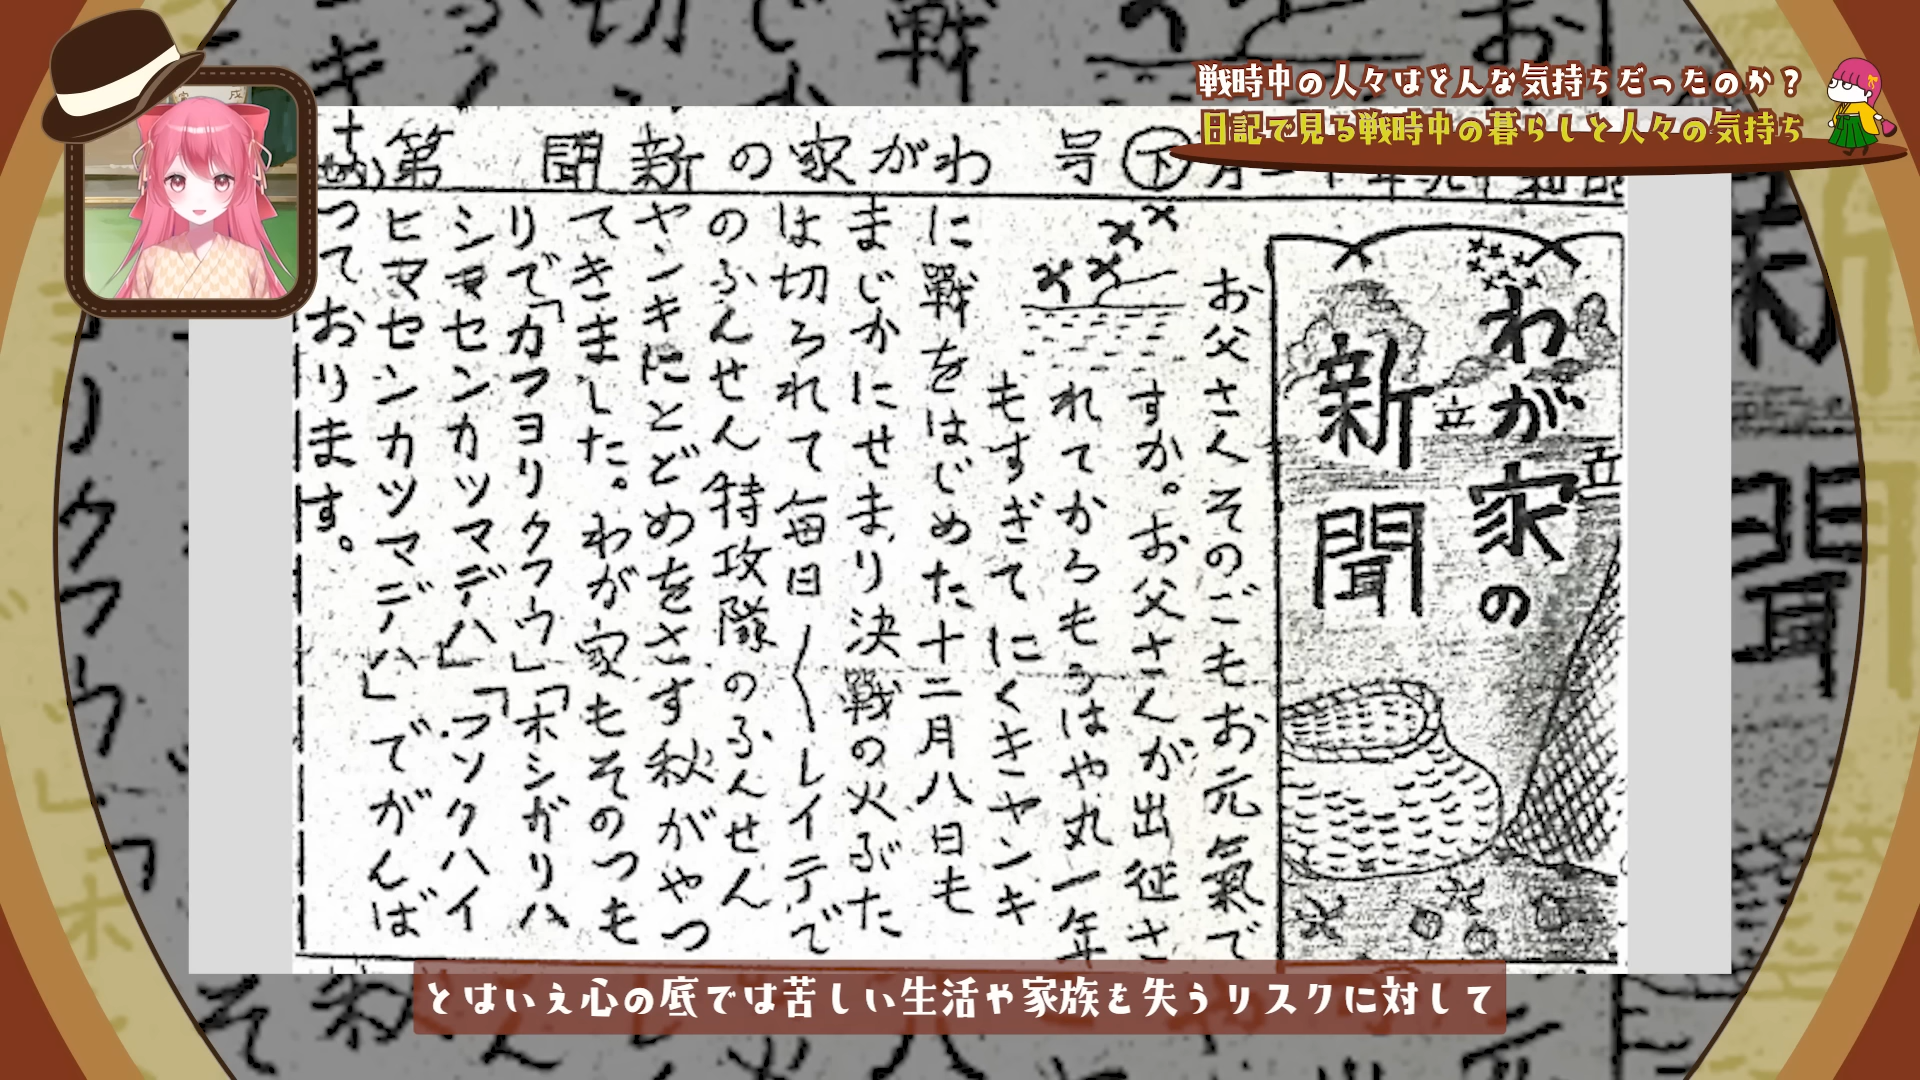 戦時中の人々はどんな気持ちだったのか?
日記で見る戦時中の暮らしと人々の気持ち
号 わが家の新聞 第
わが家の
新聞
お父さんそのごもお元氣で
すか。お父さんが出征さ
れてからもうはや丸一年
もすぎて にくきヤンキ
に戰をはじめた十二月八日も
まじかにせまり決戰の火ぶた
は切られて毎日〱レイテで
のふんせん特攻隊のふんせん
ヤンキにとどめをさす秋がやつ
てきました。わが家もそのつも
リで「カフヨリクフウ」「ホシガリハ
シマセンカツマデハ」「フソクハイ
ヒマセンカツマデハ」でがんば
つております。
とはいえ心の底では苦しい生活や家族を失うリスクに対して